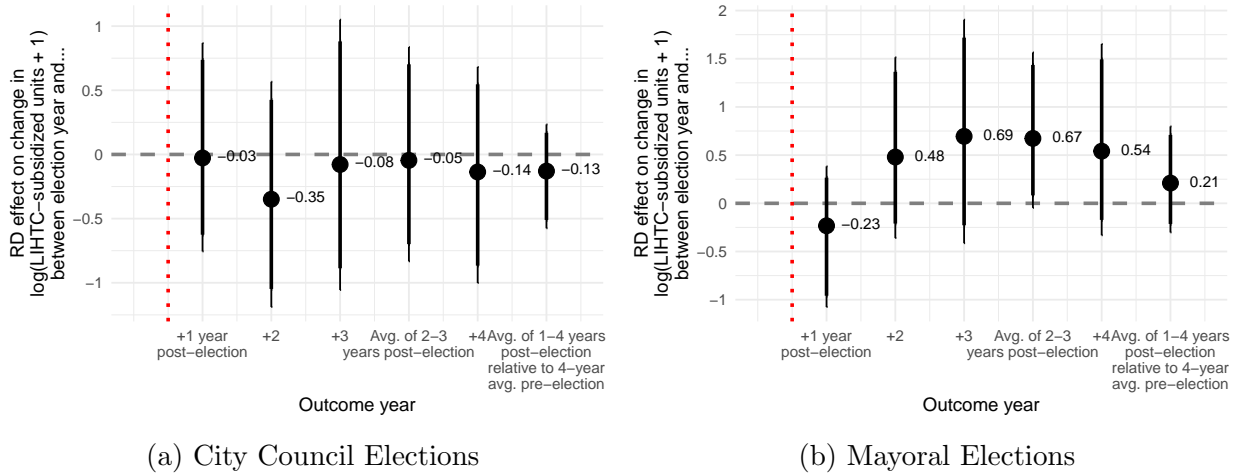 RD effect on change in
log(LIHTC−subsidized units + 1)
between election year and...
1
0.5
0
−0.5
−1
−0.03
−0.35
−0.08
−0.05
−0.14
−0.13
+1 year
post−election
+2
+3
Avg. of 2−3
years post−election
+4
Avg. of 1−4 years
post−election
relative to 4−year
avg. pre−election
Outcome year
(a) City Council Elections
RD effect on change in
log(LIHTC−subsidized units + 1)
between election year and...
2
1.5
1
0.5
0
−0.5
−1
−0.23
0.48
0.69
0.67
0.54
0.21
+1 year
post−election
+2
+3
Avg. of 2−3
years post−election
+4
Avg. of 1−4 years
post−election
relative to 4−year
avg. pre−election
Outcome year
(b) Mayoral Elections